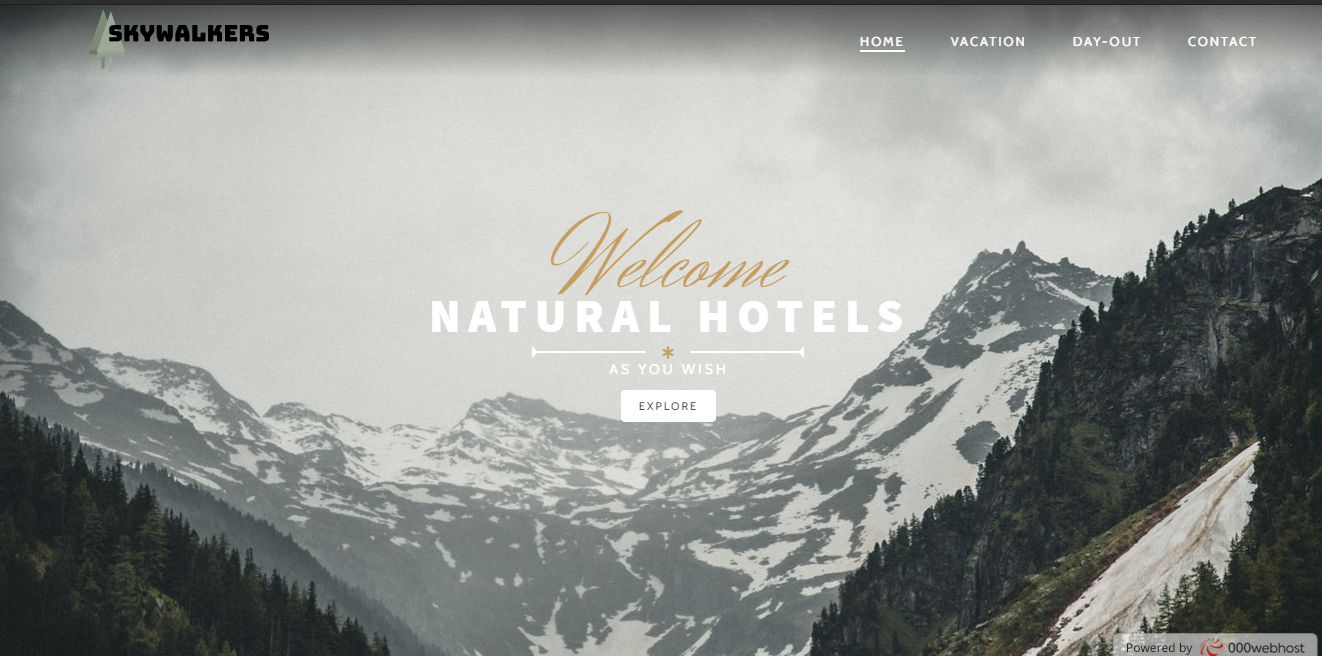 SKYWALKERS
HOME VACATION DAY-OUT CONTACT
Welcome
NATURAL HOTELS
AS YOU WISH
EXPLORE
Powered by 000webhost